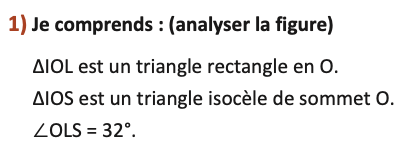 1) Je comprends : (analyser la figure)
ΔIOL est un triangle rectangle en O.
ΔIOS est un triangle isocèle de sommet O.
∠OLS = 32°.